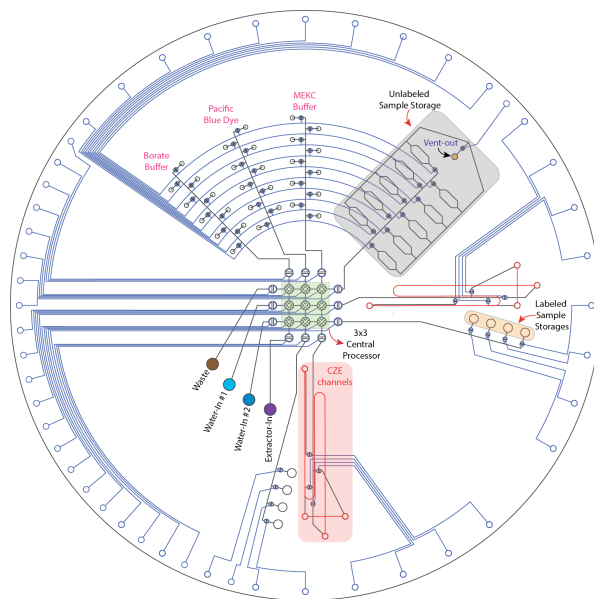 MEKC
Buffer
Unlabeled
Sample Storage
Pacific
Blue Dye
Vent-out
Borate
Buffer
Labeled
Sample
Storages
3x3
Central
Processor
CZE
channels
Waste
Water-In #1
Water-In #2
Extractor-In